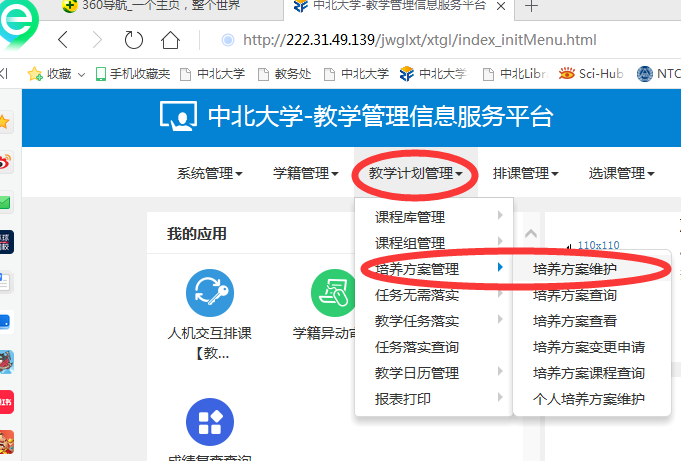 360导航_一个主页，整个世界
中北大学-教学管理信息服务平台
http://222.31.49.139/jwglxt/xtgl/index_initMenu.html
收藏 手机收藏夹 中北大学 教务处 中北大学 中北大学 中北Libr Sci-Hub NTC
中北大学-教学管理信息服务平台
系统管理 学籍管理 教学计划管理 排课管理 选课管理
我的应用
人机交互排课
【教...
学籍异动审
成绩复查查询
课程库管理
课程组管理
培养方案管理
任务无需落实
教学任务落实
任务落实查询
教学日历管理
报表打印
110x110
培养方案维护
培养方案查询
培养方案查看
培养方案变更申请
培养方案课程查询
个人培养方案维护